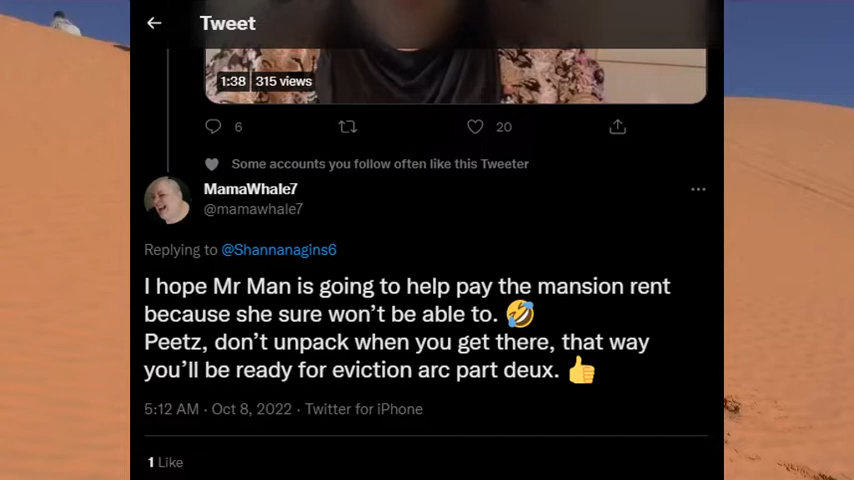 Tweet
1:38 315 views
6
20
Some accounts you follow often like this Tweeter
MamaWhale7
@mamawhale7
Replying to @Shannanagins6
I hope Mr Man is going to help pay the mansion rent
because she sure won't be able to. 🤣
Peetz, don't unpack when you get there, that way
you'll be ready for eviction arc part deux. 👍
5:12 AM · Oct 8, 2022 · Twitter for iPhone
1 Like